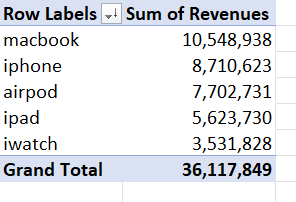 Row Labels Sum of Revenues
macbook 10,548,938
iphone 8,710,623
airpod 7,702,731
ipad 5,623,730
iwatch 3,531,828
Grand Total 36,117,849